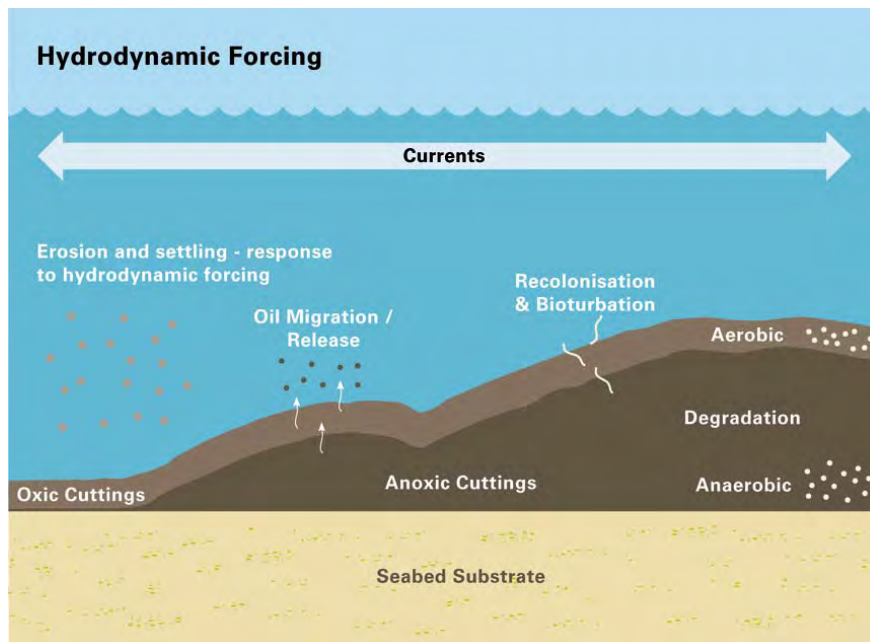 Hydrodynamic Forcing
Currents
Erosion and settling - response
to hydrodynamic forcing
Oil Migration /
Release
Recolonisation
& Bioturbation
Aerobic
Degradation
Oxic Cuttings
Anoxic Cuttings
Anaerobic
Seabed Substrate